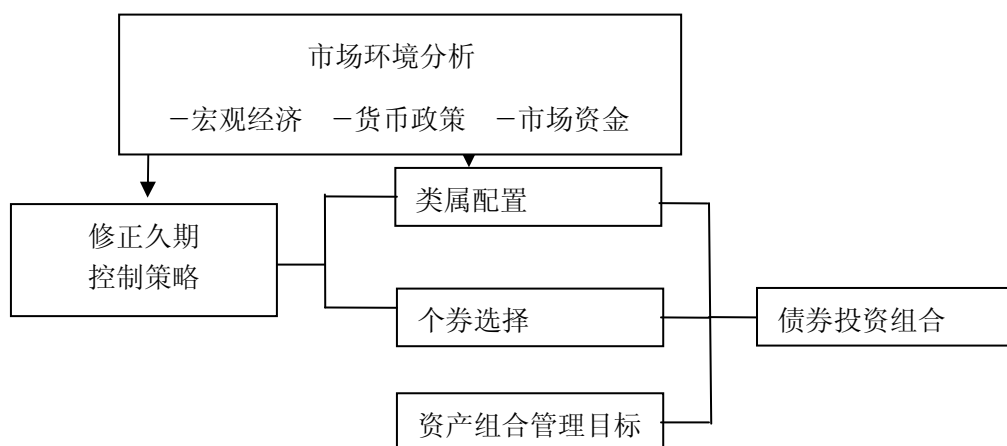 市场环境分析
－宏观经济　－货币政策　－市场资金
类属配置
修正久期
控制策略
个券选择
债券投资组合
资产组合管理目标